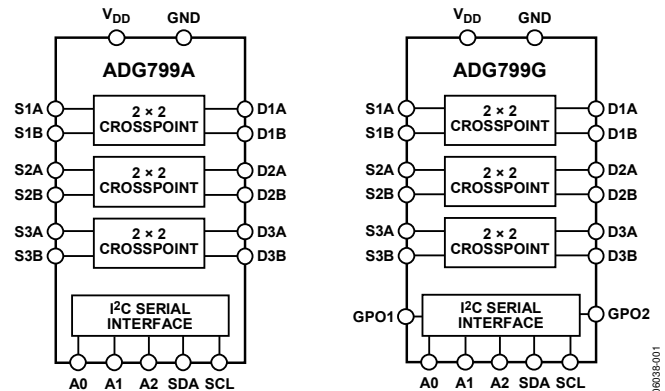 VDD GND
ADG799A
S1A 2 × 2 D1A
S1B CROSSPOINT D1B
S2A 2 × 2 D2A
S2B CROSSPOINT D2B
S3A 2 × 2 D3A
S3B CROSSPOINT D3B
I2C SERIAL
INTERFACE
A0 A1 A2 SDA SCL
VDD GND
ADG799G
S1A 2 × 2 D1A
S1B CROSSPOINT D1B
S2A 2 × 2 D2A
S2B CROSSPOINT D2B
S3A 2 × 2 D3A
S3B CROSSPOINT D3B
GPO1 I2C SERIAL GPO2
INTERFACE
A0 A1 A2 SDA SCL
06038-001